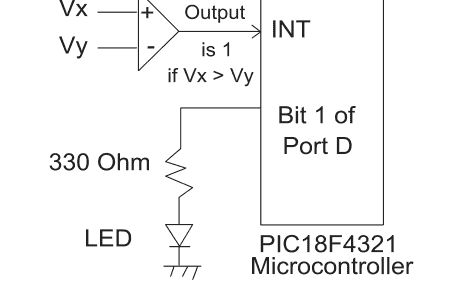 Vx
+
Output
Vy
-
is 1
if Vx > Vy
INT
Bit 1 of
Port D
330 Ohm
LED
PIC18F4321
Microcontroller